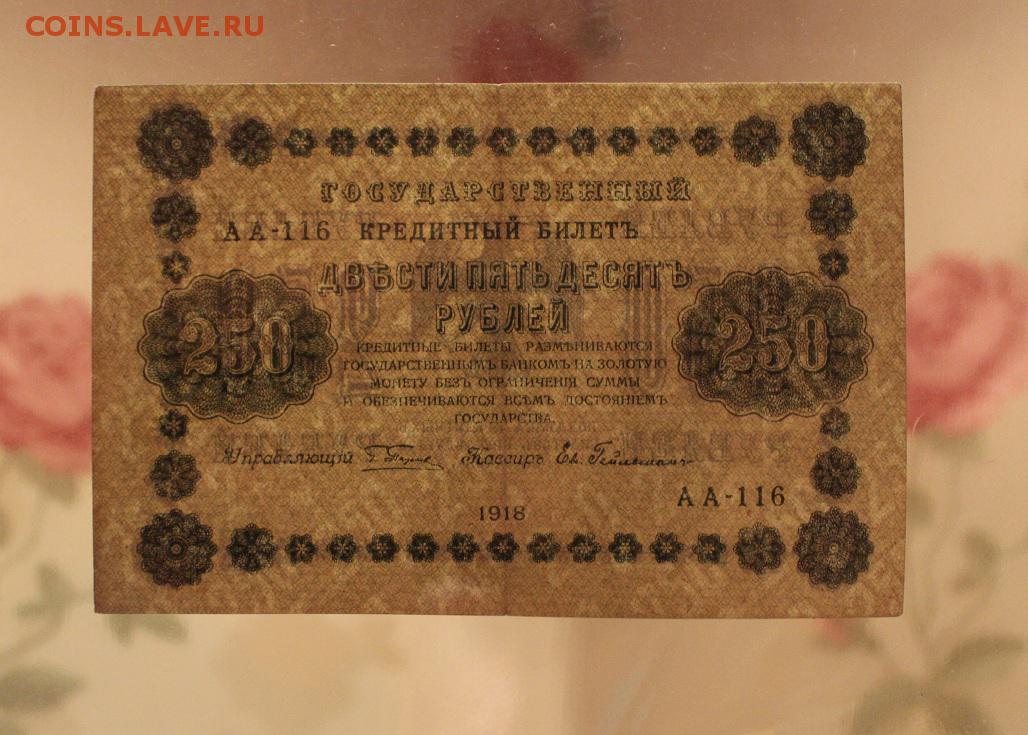 COINS.LAVE.RU
ГОСУДАРСТВЕННЫЙ
АА-116 КРЕДИТНЫЙ БИЛЕТЪ
ДВѢСТИ ПЯТЬДЕСЯТЪ
РУБЛЕЙ
250 250
КРЕДИТНЫЕ БИЛЕТЫ РАЗМѢНИВАЮТСЯ
ГОСУДАРСТВЕННЫМЪ БАНКОМЪ НА ЗОЛОТУЮ
МОНЕТУ БЕЗЪ ОГРАНИЧЕНІЯ СУММЫ
И ОБЕЗПЕЧИВАЮТСЯ ВСѢМЪ ДОСТОЯНІЕМЪ
ГОСУДАРСТВА.
Управляющій Кассиръ
АА-116
1918